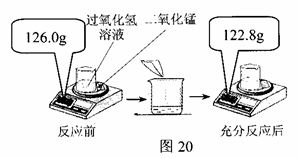 过氧化氢
溶液
二氧化锰
126.0g
122.8g
反应前
充分反应后
图 20